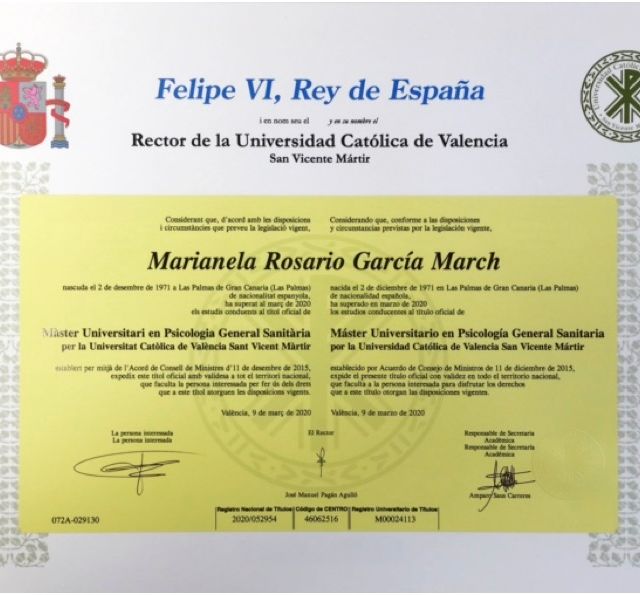 Felipe VI, Rey de España
i en nom seu el y en su nombre el
Rector de la Universidad Católica de Valencia
San Vicente Mártir
Considerant que, d'acord amb les disposicions
i circumstàncies que preveu la legislació vigent,
Considerando que, conforme a las disposiciones
y circunstancias previstas por la legislación vigente,
Marianela Rosario García March
nascuda el 2 de desembre de 1971 a Las Palmas de Gran Canaria (Las Palmas)
de nacionalitat espanyola,
ha superat al març de 2020
els estudis conduents al títol oficial de
nacida el 2 de diciembre de 1971 en Las Palmas de Gran Canaria (Las Palmas)
de nacionalidad española,
ha superado en marzo de 2020
los estudios conducentes al título oficial de
Màster Universitari en Psicologia General Sanitària
per la Universitat Catòlica de València Sant Vicent Màrtir
Máster Universitario en Psicología General Sanitaria
por la Universidad Católica de Valencia San Vicente Mártir
establert per mitjà de l'Acord de Consell de Ministres d'11 de desembre de 2015,
expedix este títol oficial amb validesa a tot el territori nacional,
que faculta a la persona interessada per fer ús dels drets
que a este títol atorguen les disposicions vigents.
establecido por Acuerdo de Consejo de Ministros de 11 de diciembre de 2015,
expide el presente título oficial con validez en todo el territorio nacional,
que faculta a la persona interesada para disfrutar los derechos
que a este título otorgan las disposiciones vigentes.
València, 9 de març de 2020
Valencia, 9 de marzo de 2020
La persona interessada
La persona interesada
El Rector
José Manuel Pagán Agulló
Responsable de Secretaria
Acadèmica
Responsable de Secretaría
Académica
Amparo Sanz Carreres
072A-029130
Registro Nacional de Títulos
2020/052954
Código de CENTRO
46062516
Registro Universitario de Títulos
M00024113